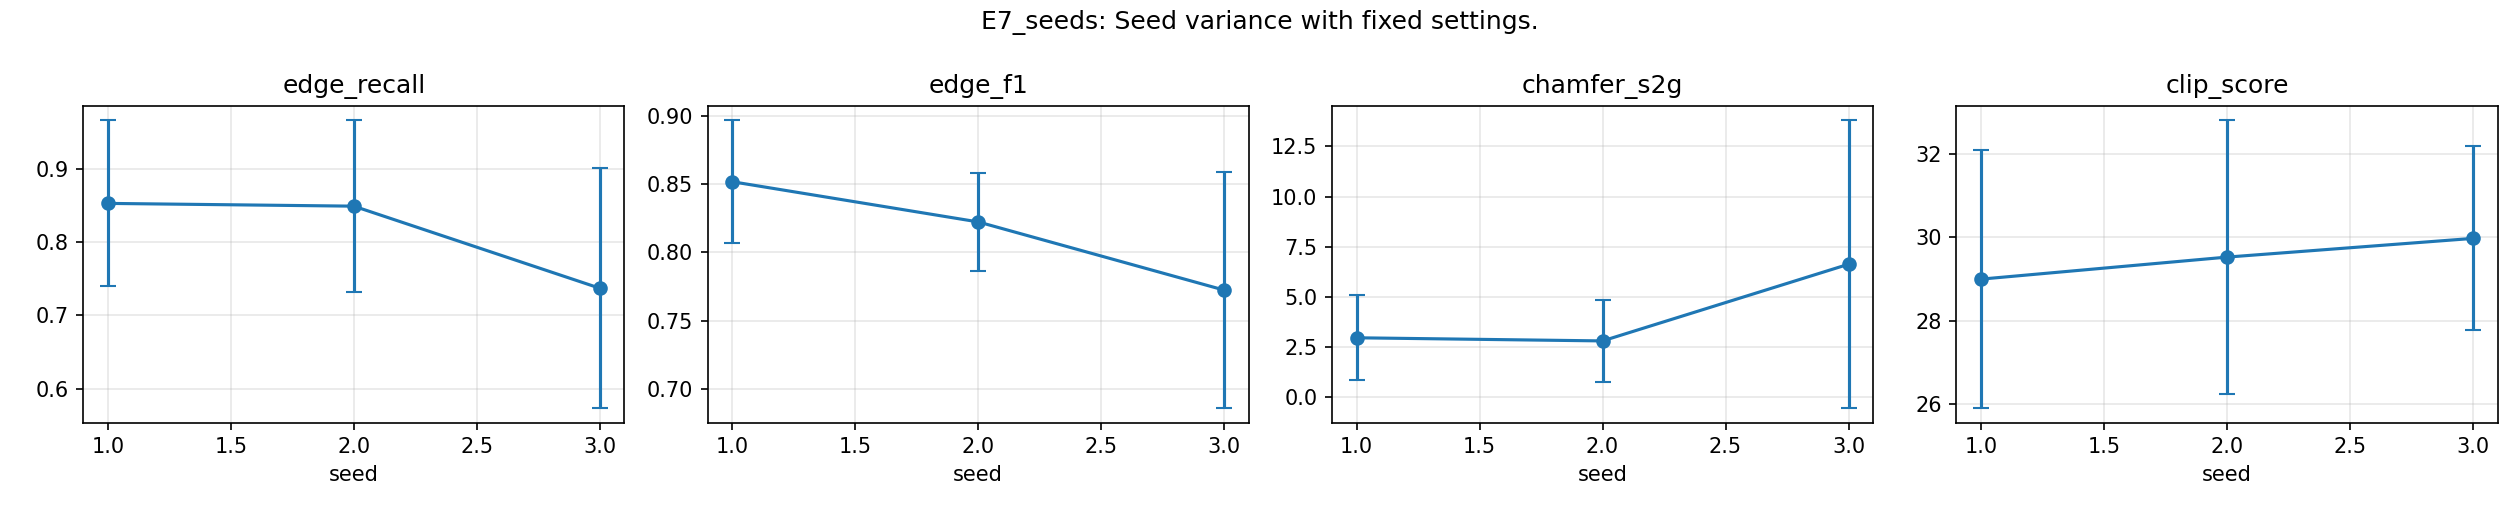 E7_seeds: Seed variance with fixed settings.
edge_recall
0.9
0.8
0.7
0.6
1.0 1.5 2.0 2.5 3.0
seed
edge_f1
0.90
0.85
0.80
0.75
0.70
1.0 1.5 2.0 2.5 3.0
seed
chamfer_s2g
12.5
10.0
7.5
5.0
2.5
0.0
1.0 1.5 2.0 2.5 3.0
seed
clip_score
32
30
28
26
1.0 1.5 2.0 2.5 3.0
seed